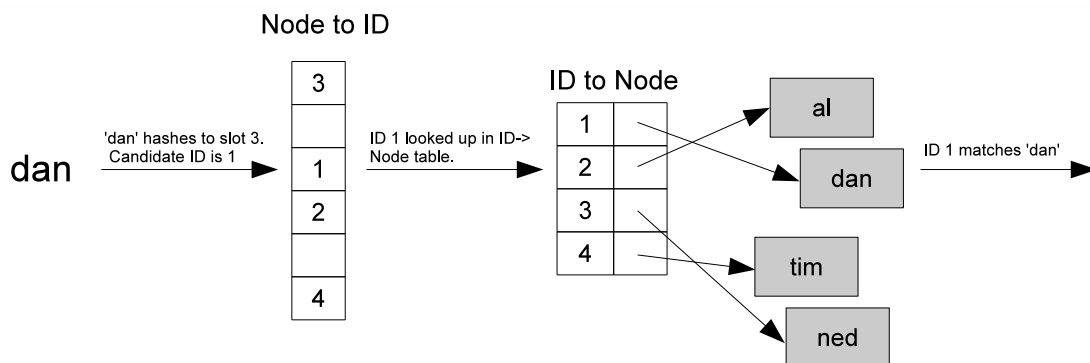 Node to ID
ID to Node
dan
'dan' hashes to slot 3.
Candidate ID is 1
3
1
2
4
ID 1 looked up in ID->
Node table.
1
2
3
4
al
dan
tim
ned
ID 1 matches 'dan'